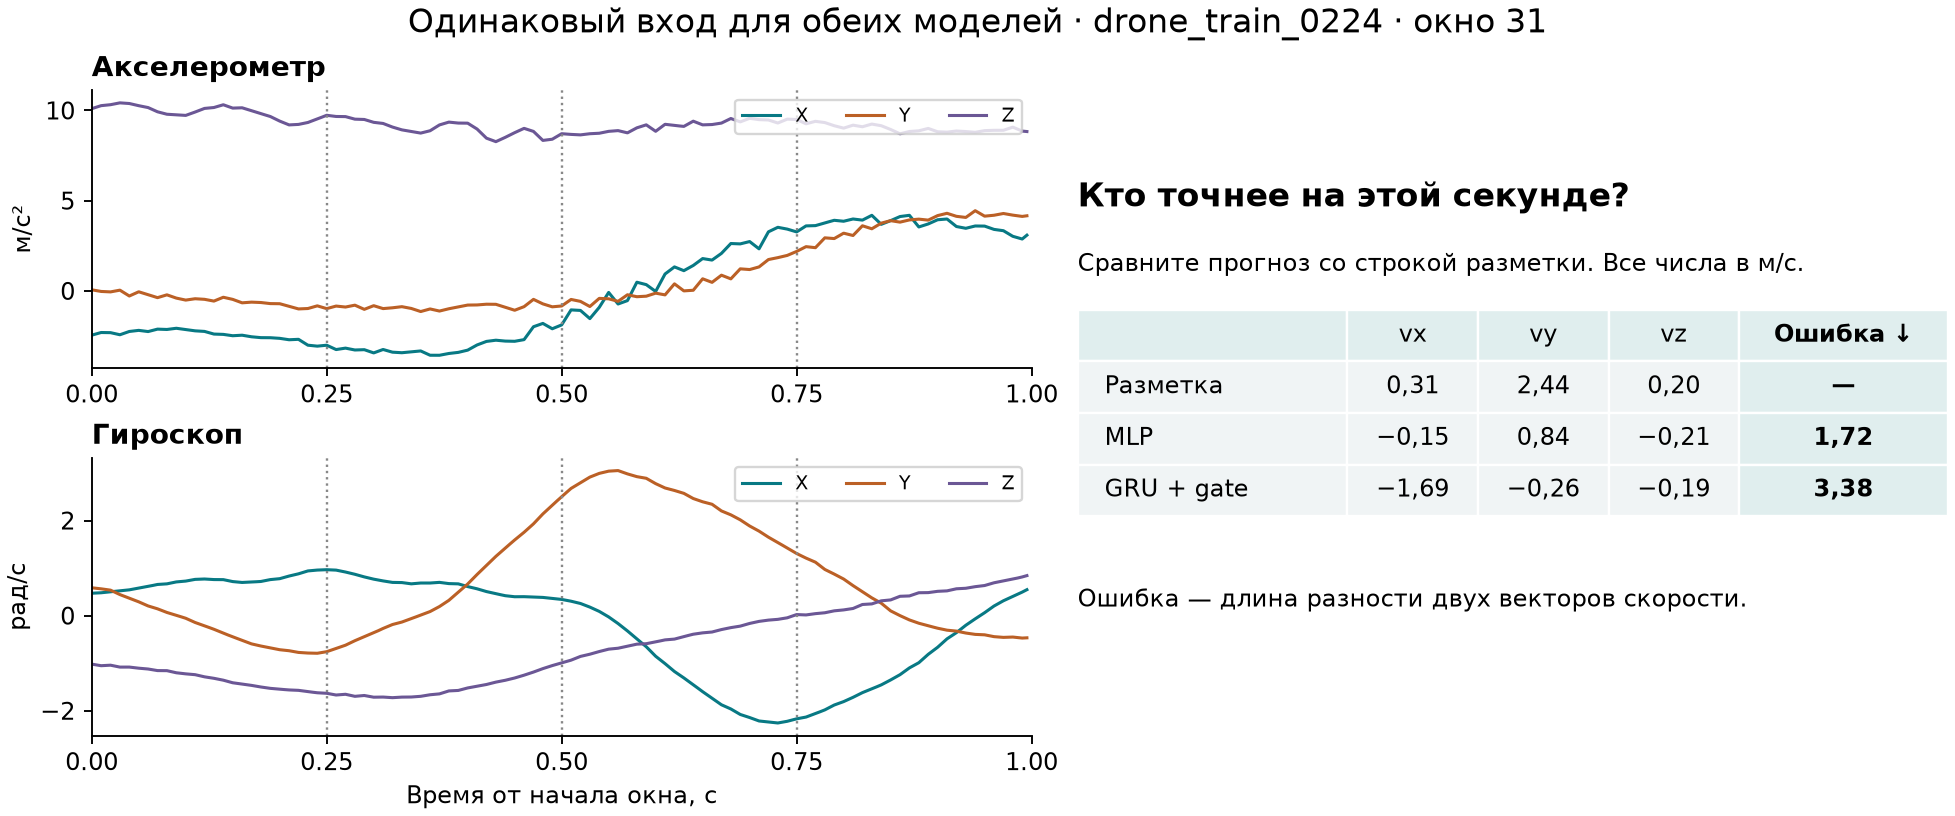 Одинаковый вход для обеих моделей · drone_train_0224 · окно 31
Акселерометр
м/с²
10
5
0
X Y Z
0.00 0.25 0.50 0.75 1.00
Гироскоп
рад/с
2
0
−2
X Y Z
0.00 0.25 0.50 0.75 1.00
Время от начала окна, с
Кто точнее на этой секунде?
Сравните прогноз со строкой разметки. Все числа в м/с.
vx vy vz Ошибка ↓
Разметка 0,31 2,44 0,20 —
MLP −0,15 0,84 −0,21 1,72
GRU + gate −1,69 −0,26 −0,19 3,38
Ошибка — длина разности двух векторов скорости.